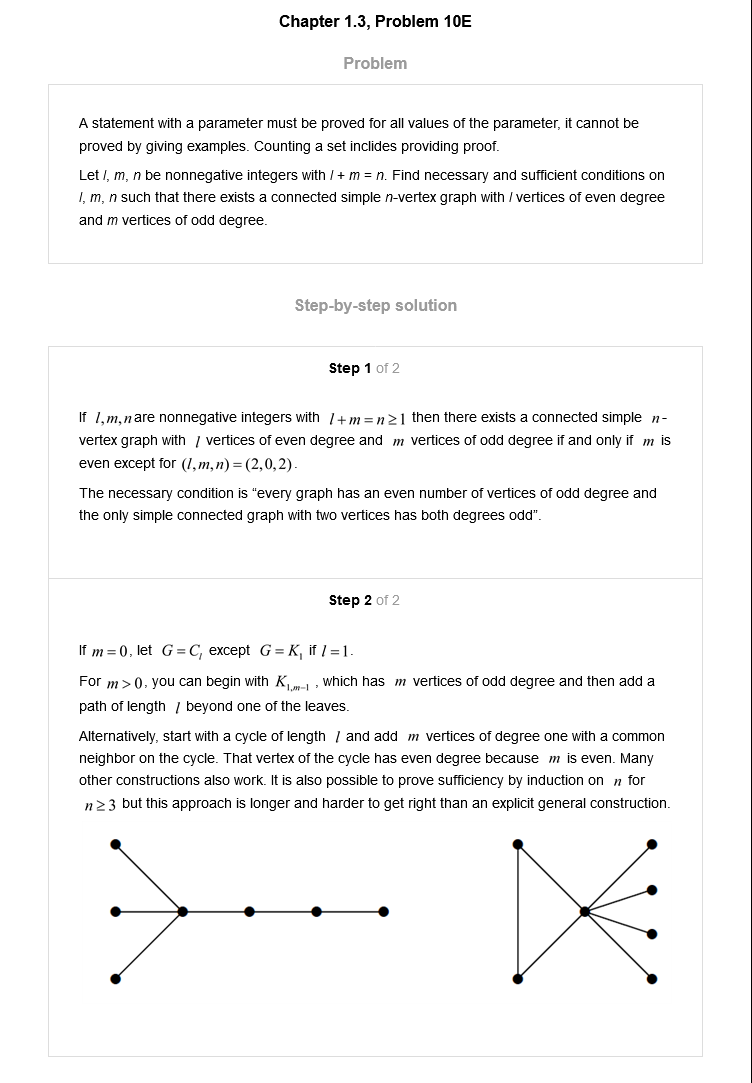 Chapter 1.3, Problem 10E
Problem
A statement with a parameter must be proved for all values of the parameter, it cannot be
proved by giving examples. Counting a set inclides providing proof.
Let l, m, n be nonnegative integers with l + m = n. Find necessary and sufficient conditions on
l, m, n such that there exists a connected simple n-vertex graph with l vertices of even degree
and m vertices of odd degree.
Step-by-step solution
Step 1 of 2
If l,m,n are nonnegative integers with l+m=n≥1 then there exists a connected simple n-
vertex graph with l vertices of even degree and m vertices of odd degree if and only if m is
even except for (l,m,n)=(2,0,2).
The necessary condition is “every graph has an even number of vertices of odd degree and
the only simple connected graph with two vertices has both degrees odd”.
Step 2 of 2
If m=0, let G=C_l except G=K_1 if l=1.
For m>0, you can begin with K_{1,m-1} , which has m vertices of odd degree and then add a
path of length l beyond one of the leaves.
Alternatively, start with a cycle of length l and add m vertices of degree one with a common
neighbor on the cycle. That vertex of the cycle has even degree because m is even. Many
other constructions also work. It is also possible to prove sufficiency by induction on n for
n≥3 but this approach is longer and harder to get right than an explicit general construction.